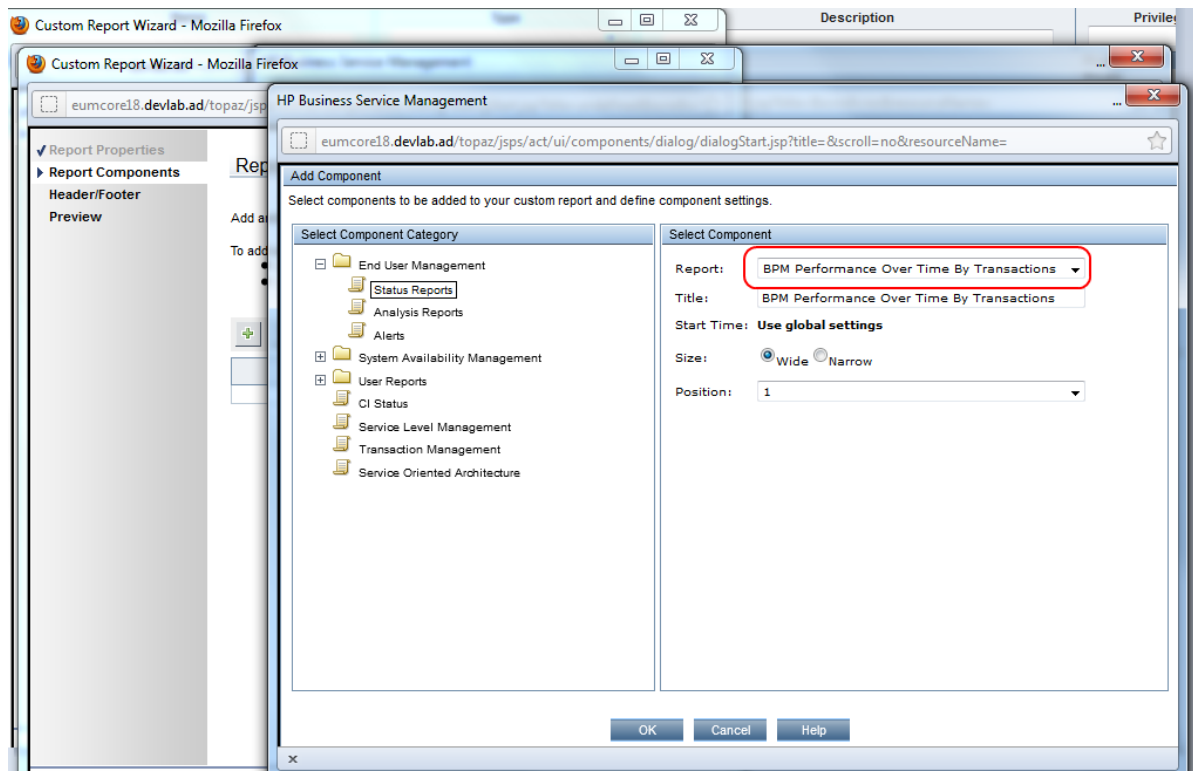 Custom Report Wizard - Mozilla Firefox
Description
Privile
Custom Report Wizard - Mozilla Firefox
...
eumcore18.devlab.ad/topaz/jsp
HP Business Service Management
...
eumcore18.devlab.ad/topaz/jsps/act/ui/components/dialog/dialogStart.jsp?title=&scroll=no&resourceName=
Report Properties
Report Components
Header/Footer
Preview
Rep
Add a
To add
Add Component
Select components to be added to your custom report and define component settings.
Select Component Category
End User Management
Status Reports
Analysis Reports
Alerts
System Availability Management
User Reports
CI Status
Service Level Management
Transaction Management
Service Oriented Architecture
Select Component
Report: BPM Performance Over Time By Transactions
Title: BPM Performance Over Time By Transactions
Start Time: Use global settings
Size: Wide Narrow
Position: 1
OK Cancel Help
x